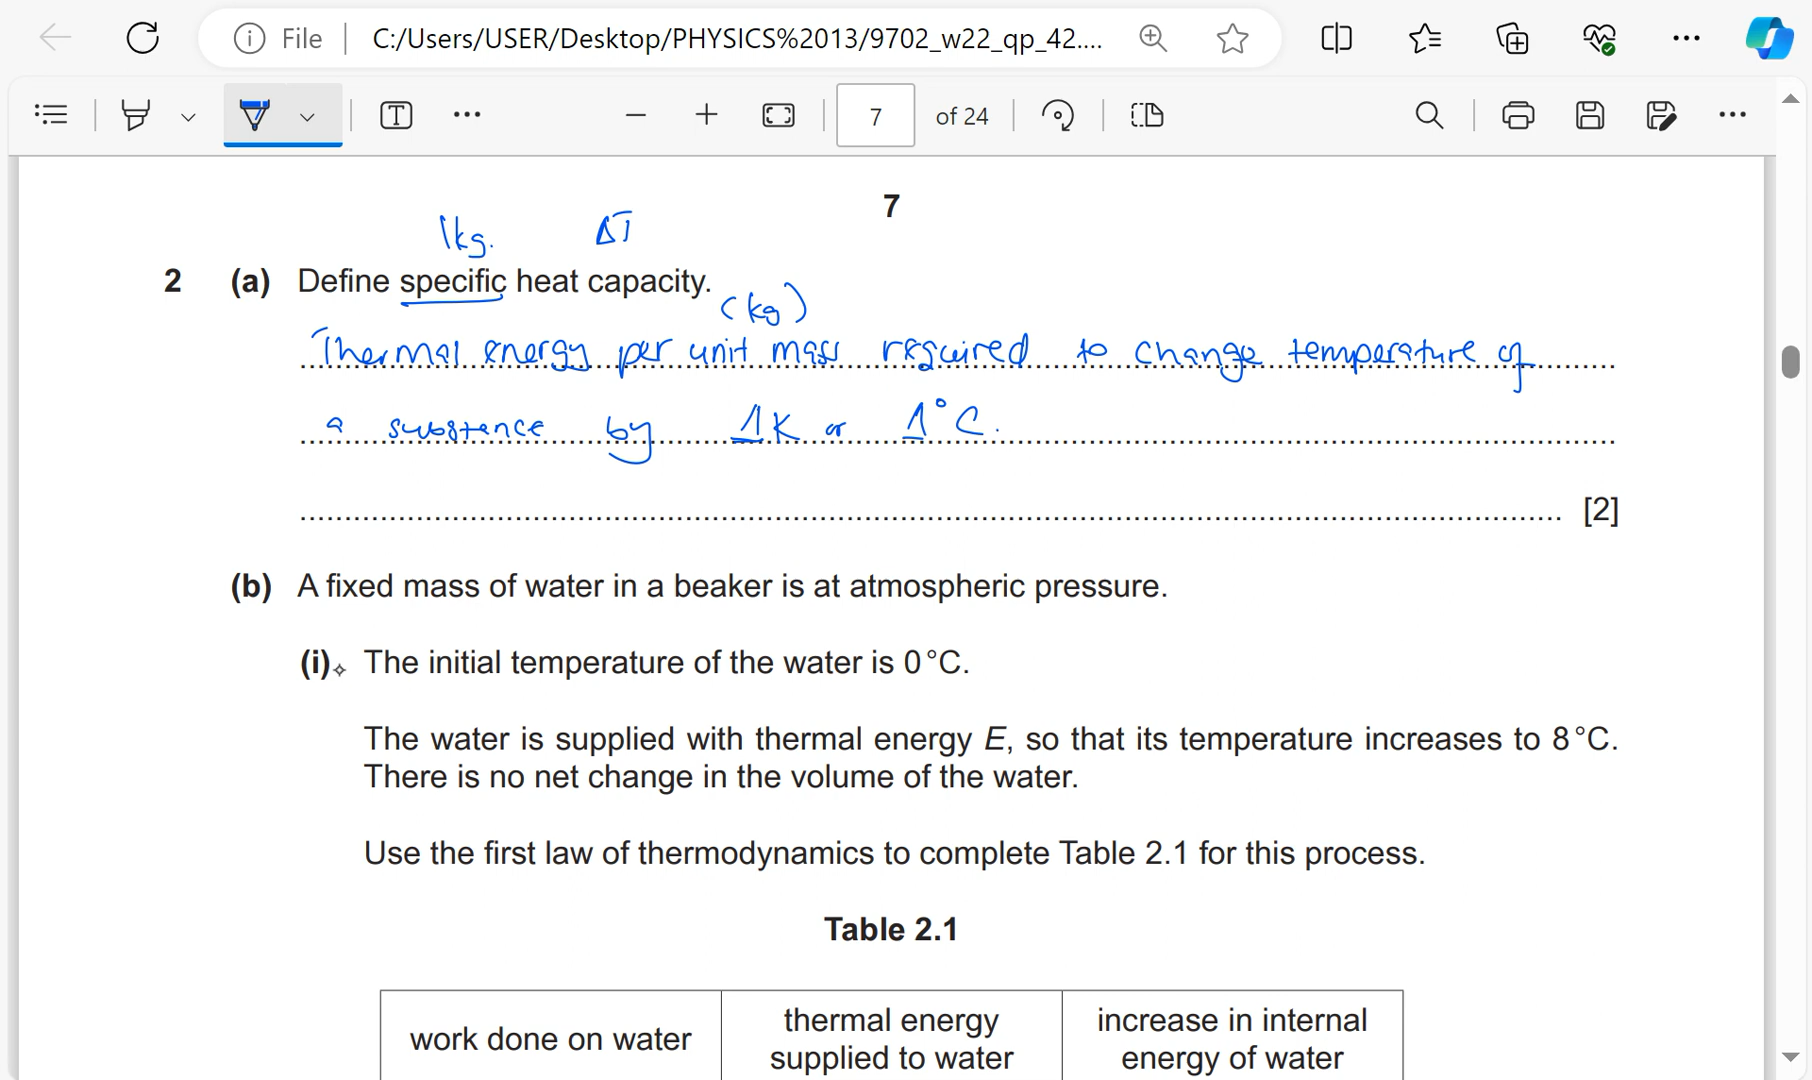 File C:/Users/USER/Desktop/PHYSICS%2013/9702_w22_qp_42....
7 of 24
7
1kg. ΔT
2 (a) Define specific heat capacity.
(kg)
Thermal energy per unit mass required to change temperature of
a substence by 1K or 1°C.
[2]
(b) A fixed mass of water in a beaker is at atmospheric pressure.
(i) The initial temperature of the water is 0°C.
The water is supplied with thermal energy E, so that its temperature increases to 8°C.
There is no net change in the volume of the water.
Use the first law of thermodynamics to complete Table 2.1 for this process.
Table 2.1
work done on water
thermal energy
supplied to water
increase in internal
energy of water